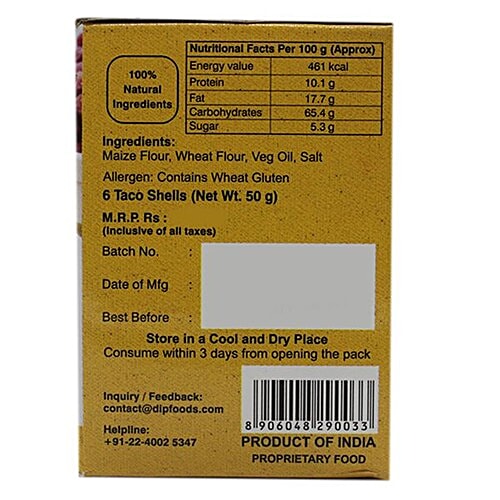 100%
Natural
Ingredients
Nutritional Facts Per 100 g (Approx)
Energy value 461 kcal
Protein 10.1 g
Fat 17.7 g
Carbohydrates 65.4 g
Sugar 5.3 g
Ingredients:
Maize Flour, Wheat Flour, Veg Oil, Salt
Allergen: Contains Wheat Gluten
6 Taco Shells (Net Wt. 50 g)
M.R.P. Rs :
(Inclusive of all taxes)
Batch No. :
Date of Mfg :
Best Before :
Store in a Cool and Dry Place
Consume within 3 days from opening the pack
Inquiry / Feedback:
contact@dipfoods.com
Helpline:
+91-22-4002 5347
8 906048 290033
PRODUCT OF INDIA
PROPRIETARY FOOD